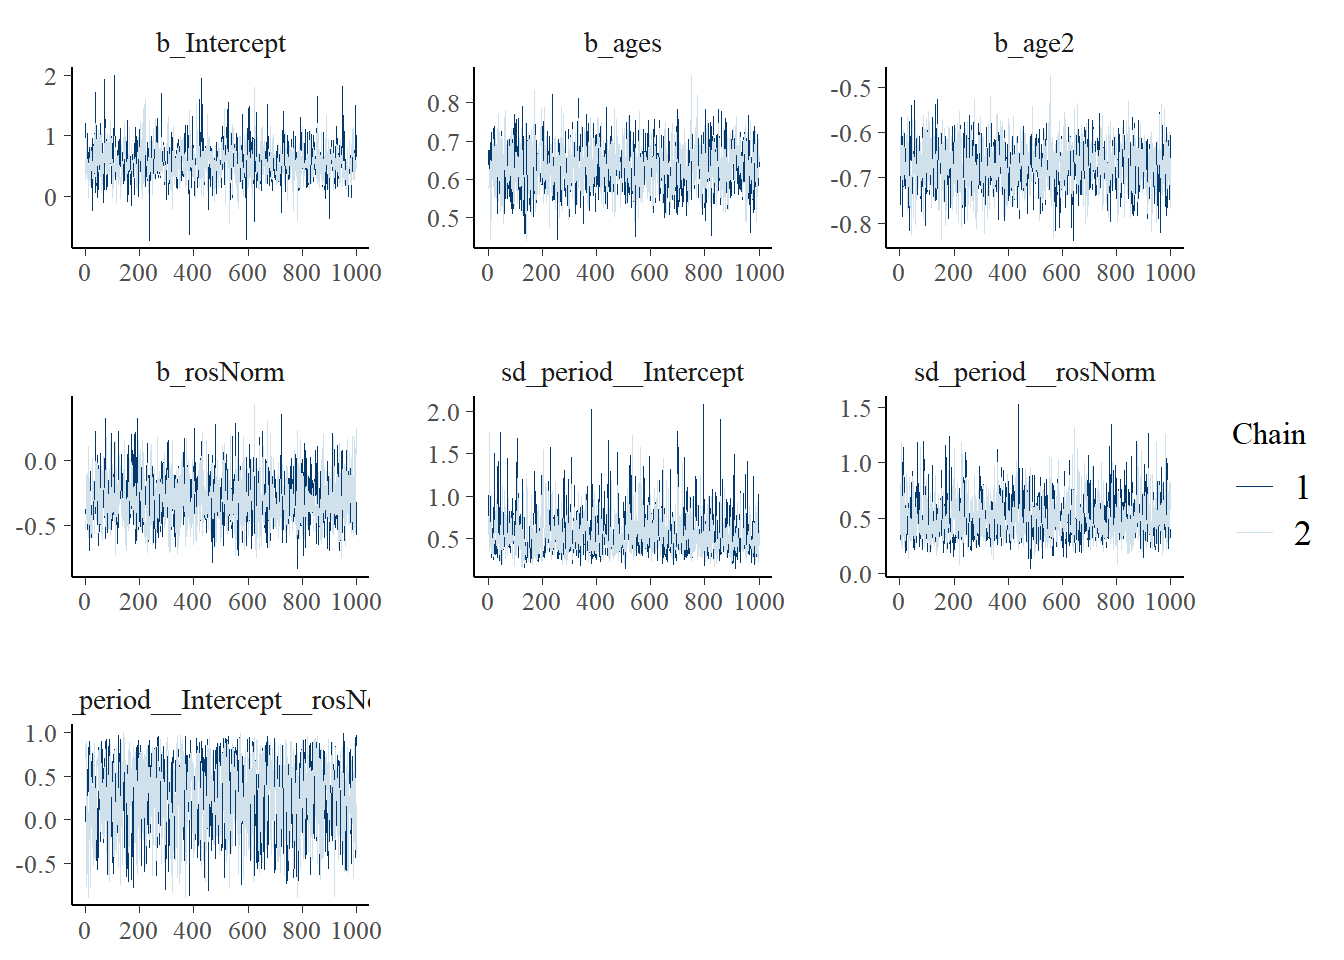 b_Intercept b_ages b_age2
2
1
0
0 200 400 600 800 1000
0.8
0.7
0.6
0.5
0 200 400 600 800 1000
-0.5
-0.6
-0.7
-0.8
0 200 400 600 800 1000
b_rosNorm sd_period__Intercept sd_period__rosNorm
0.0
-0.5
0 200 400 600 800 1000
2.0
1.5
1.0
0.5
0 200 400 600 800 1000
1.5
1.0
0.5
0.0
0 200 400 600 800 1000
Chain
1
2
_period__Intercept__rosN
1.0
0.5
0.0
-0.5
0 200 400 600 800 1000